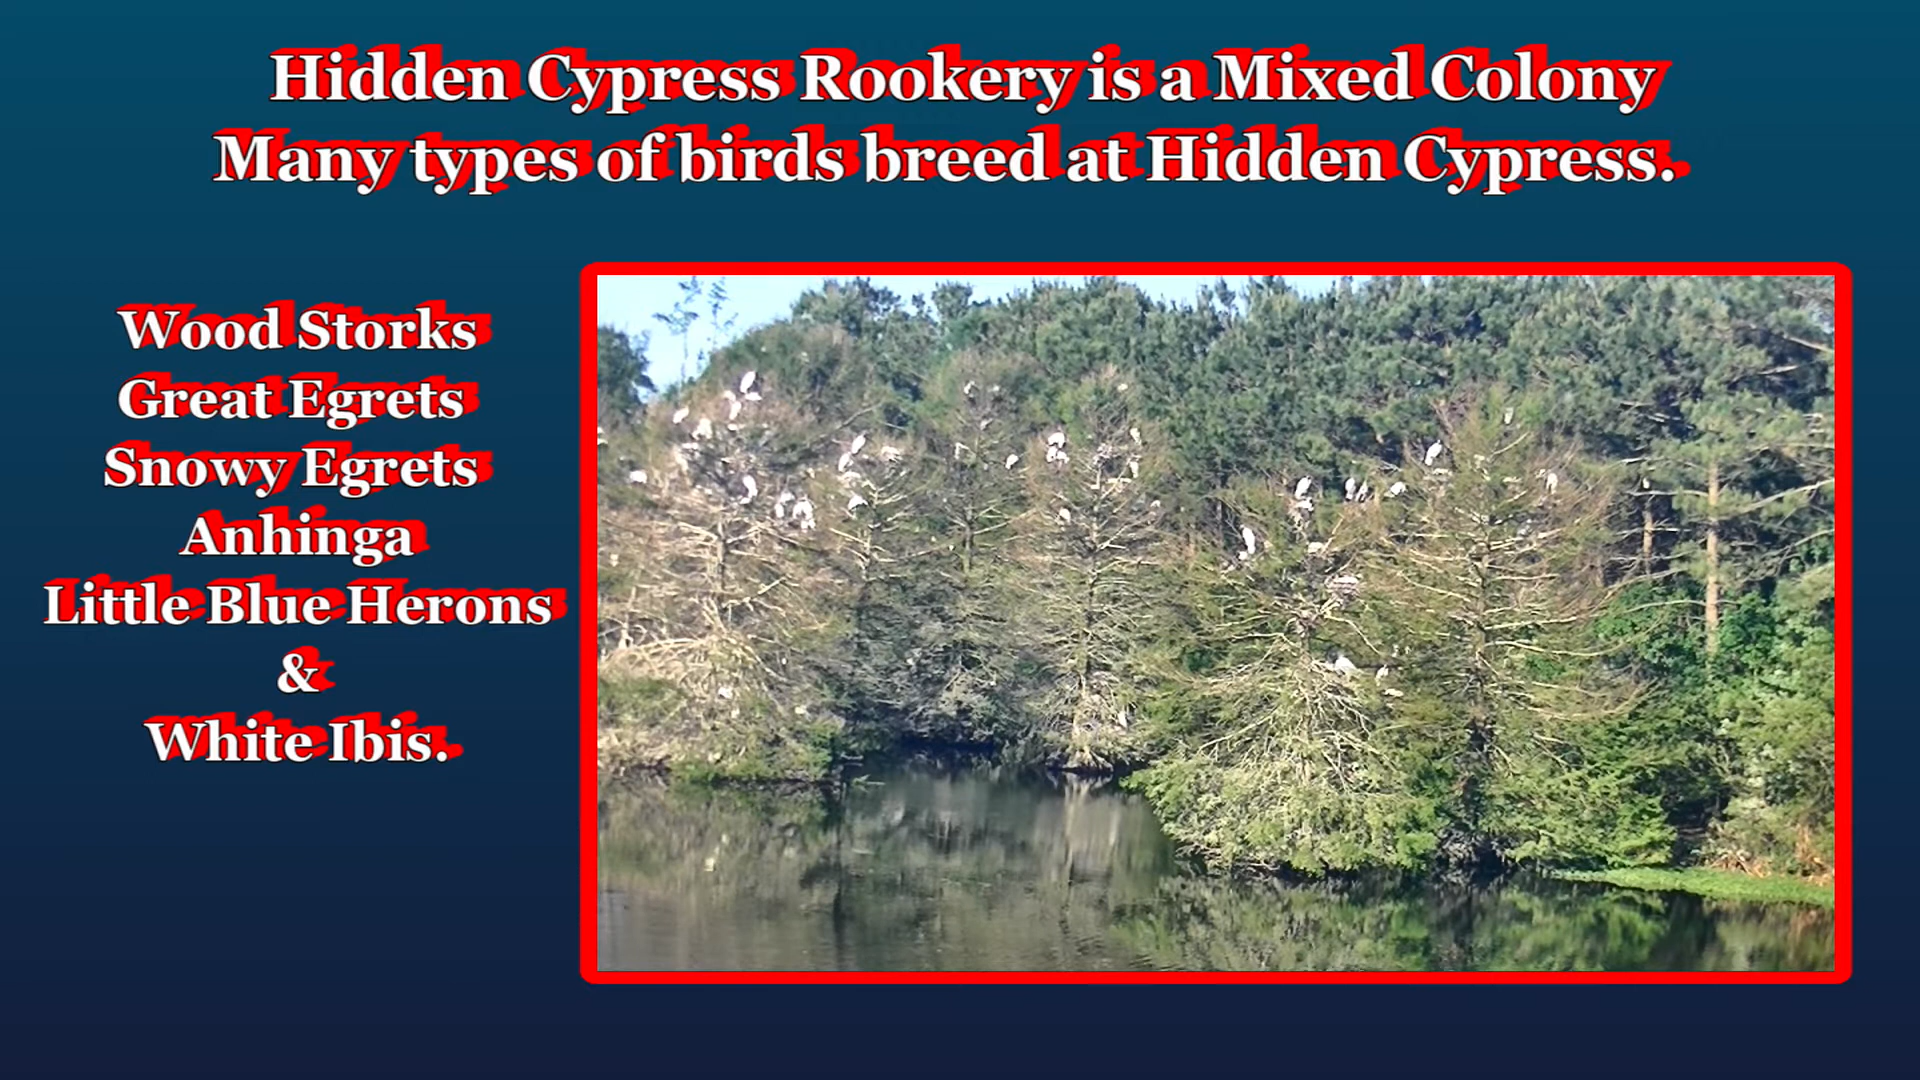 Hidden Cypress Rookery is a Mixed Colony
Many types of birds breed at Hidden Cypress.
Wood Storks
Great Egrets
Snowy Egrets
Anhinga
Little Blue Herons
&
White Ibis.